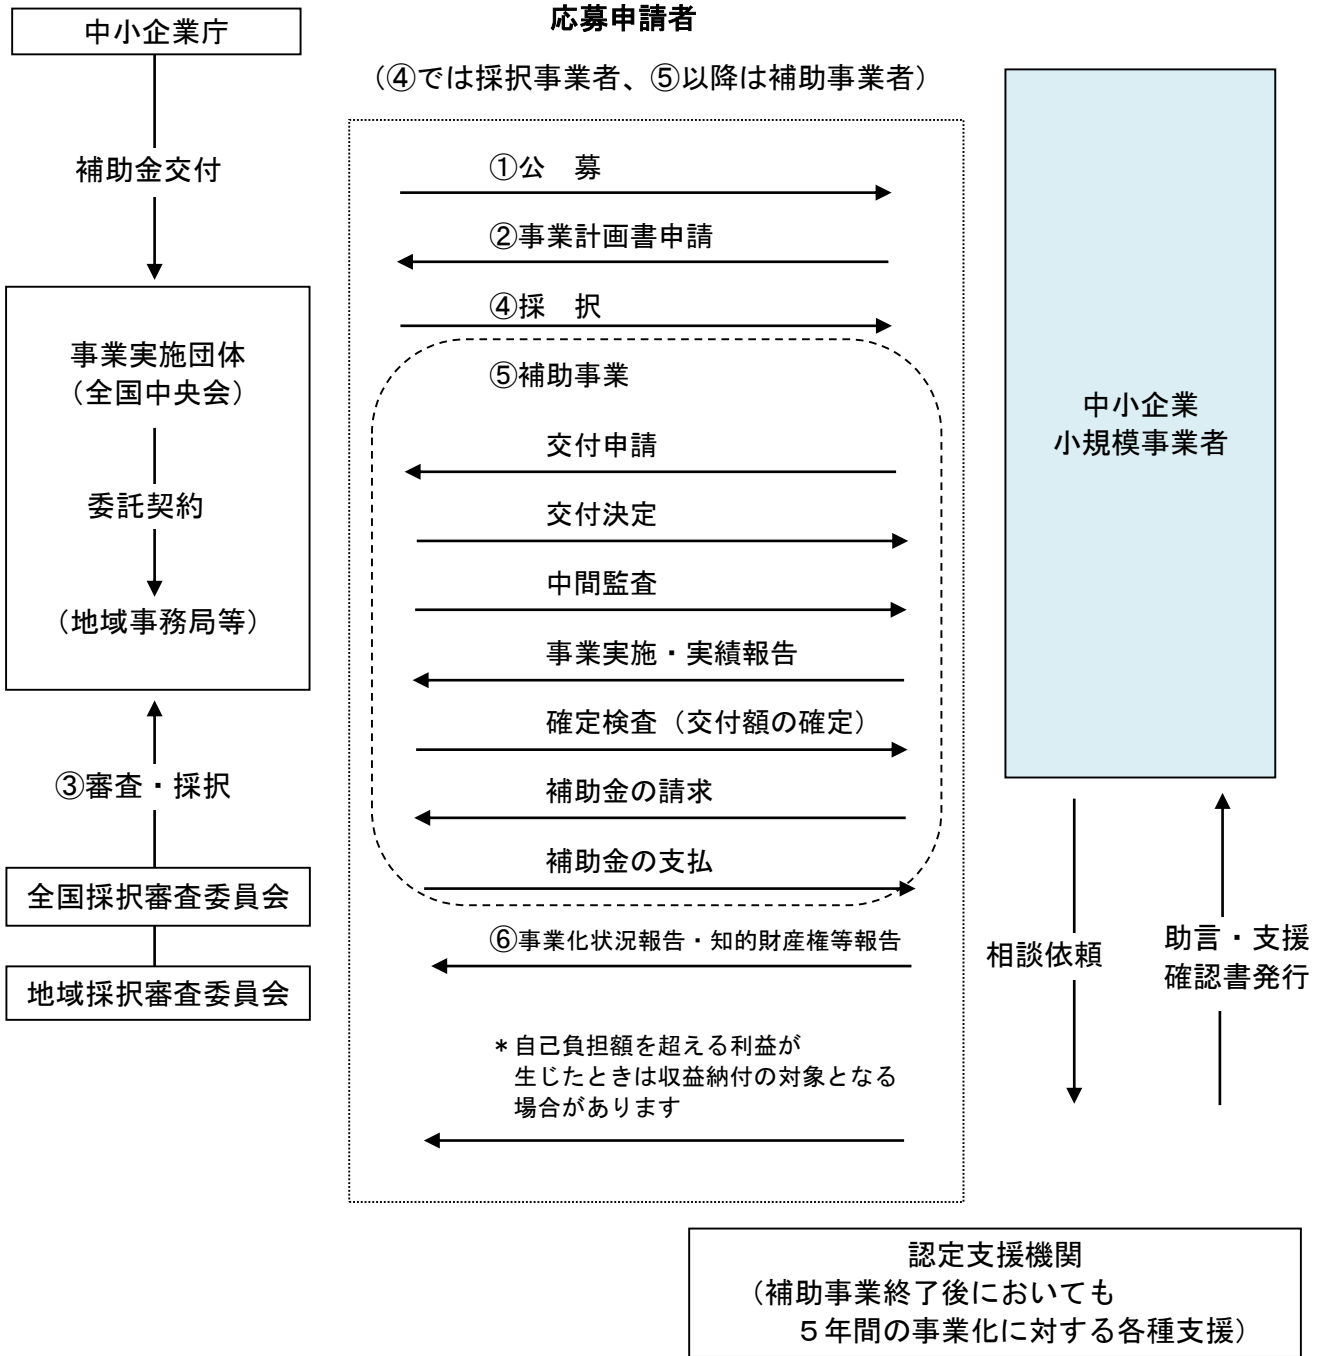 中小企業庁
補助金交付
事業実施団体
（全国中央会）
委託契約
（地域事務局等）
③審査・採択
全国採択審査委員会
地域採択審査委員会
応募申請者
（④では採択事業者、⑤以降は補助事業者）
①公　募
②事業計画書申請
④採　択
⑤補助事業
交付申請
交付決定
中間監査
事業実施・実績報告
確定検査（交付額の確定）
補助金の請求
補助金の支払
⑥事業化状況報告・知的財産権等報告
＊自己負担額を超える利益が
生じたときは収益納付の対象となる
場合があります
中小企業
小規模事業者
相談依頼
助言・支援
確認書発行
認定支援機関
（補助事業終了後においても
５年間の事業化に対する各種支援）